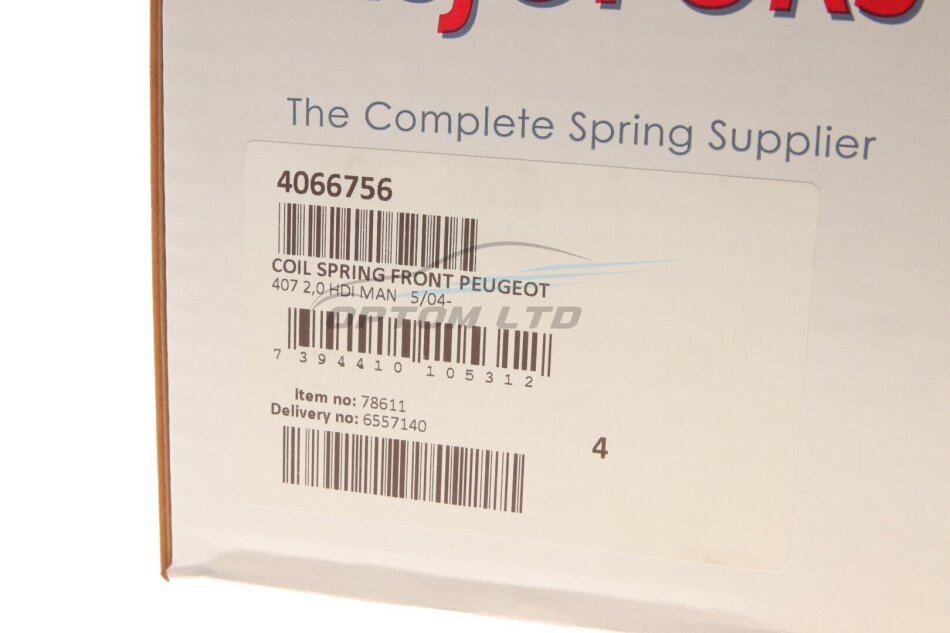 The Complete Spring Supplier
4066756
COIL SPRING FRONT PEUGEOT
407 2,0 HDI MAN 5/04-
OPTOM LTD
7 394410 105312
Item no: 78611
Delivery no: 6557140
4